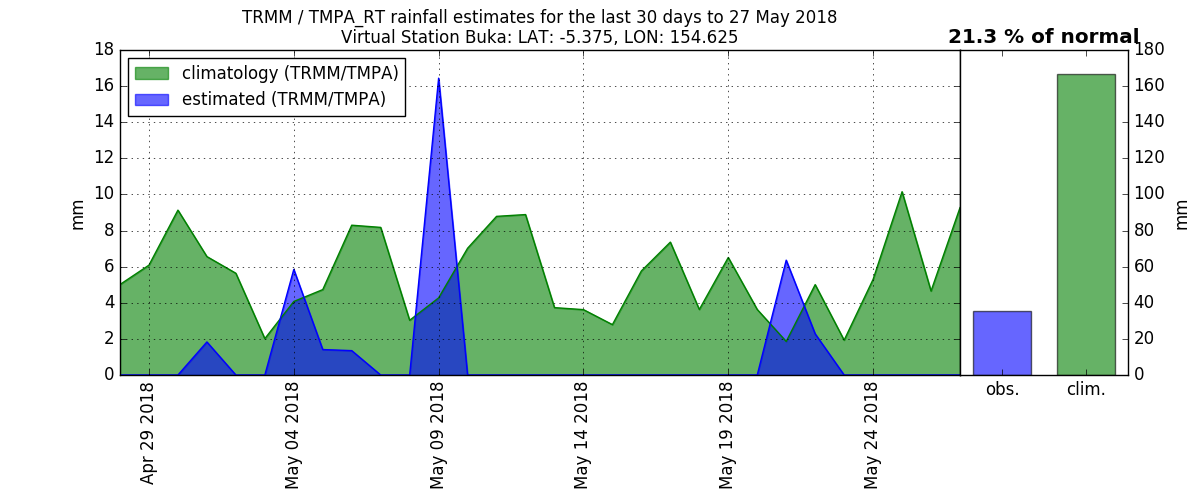 TRMM / TMPA_RT rainfall estimates for the last 30 days to 27 May 2018
Virtual Station Buka: LAT: -5.375, LON: 154.625
21.3 % of normal
climatology (TRMM/TMPA)
estimated (TRMM/TMPA)
mm
18
16
14
12
10
8
6
4
2
0
Apr 29 2018
May 04 2018
May 09 2018
May 14 2018
May 19 2018
May 24 2018
obs.
clim.
180
160
140
120
100
80
60
40
20
0
mm